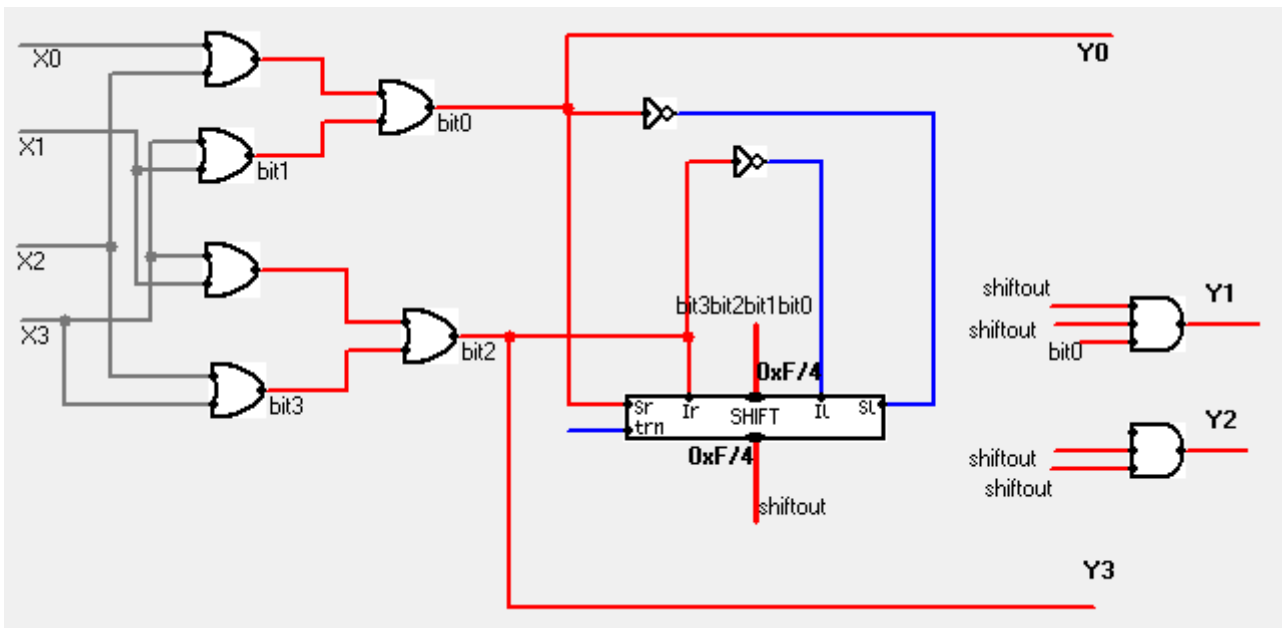 X0
X1
X2
X3
bit0
bit1
bit2
bit3
Y0
bit3bit2bit1bit0
0xF/4
Sr Ir SHIFT Il Sl
trn
0xF/4
shiftout
shiftout
shiftout
bit0
Y1
shiftout
shiftout
Y2
Y3